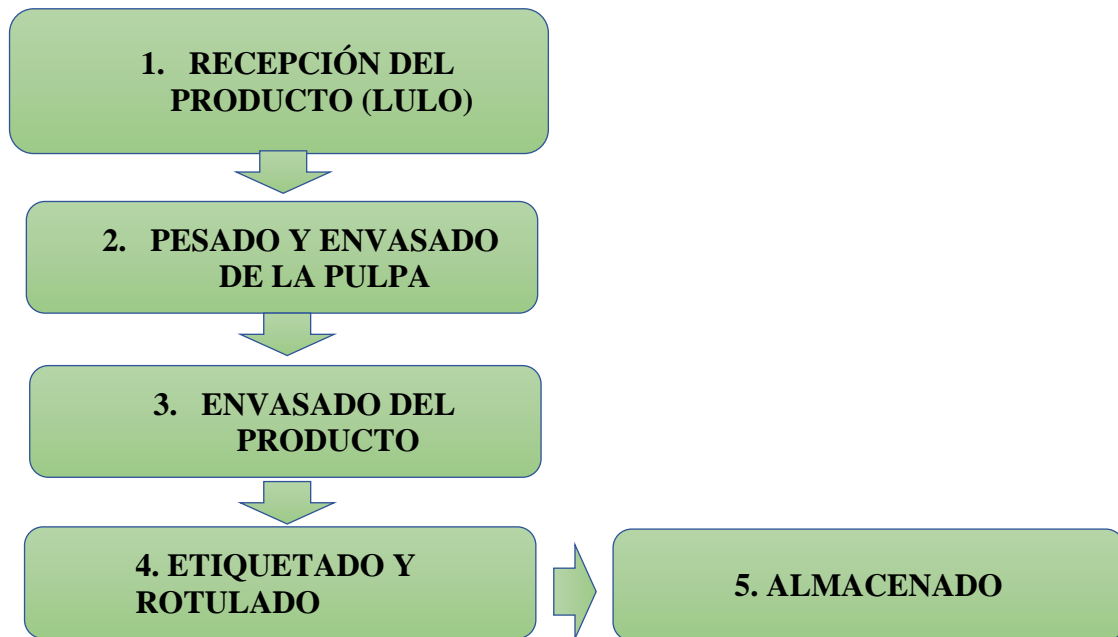 1. RECEPCIÓN DEL
PRODUCTO (LULO)
2. PESADO Y ENVASADO
DE LA PULPA
3. ENVASADO DEL
PRODUCTO
4. ETIQUETADO Y
ROTULADO
5. ALMACENADO